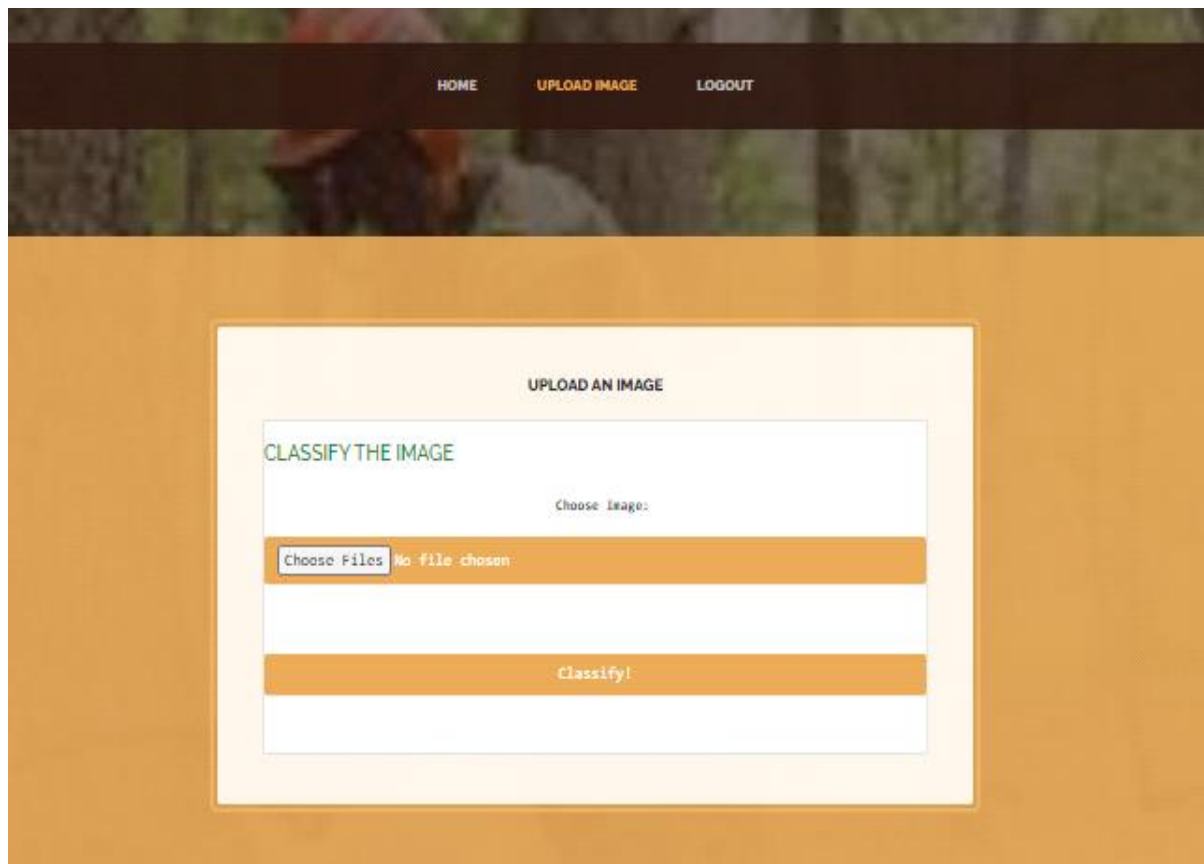 HOME UPLOAD IMAGE LOGOUT
UPLOAD AN IMAGE
CLASSIFY THE IMAGE
Choose Image:
Choose Files No file chosen
Classify!